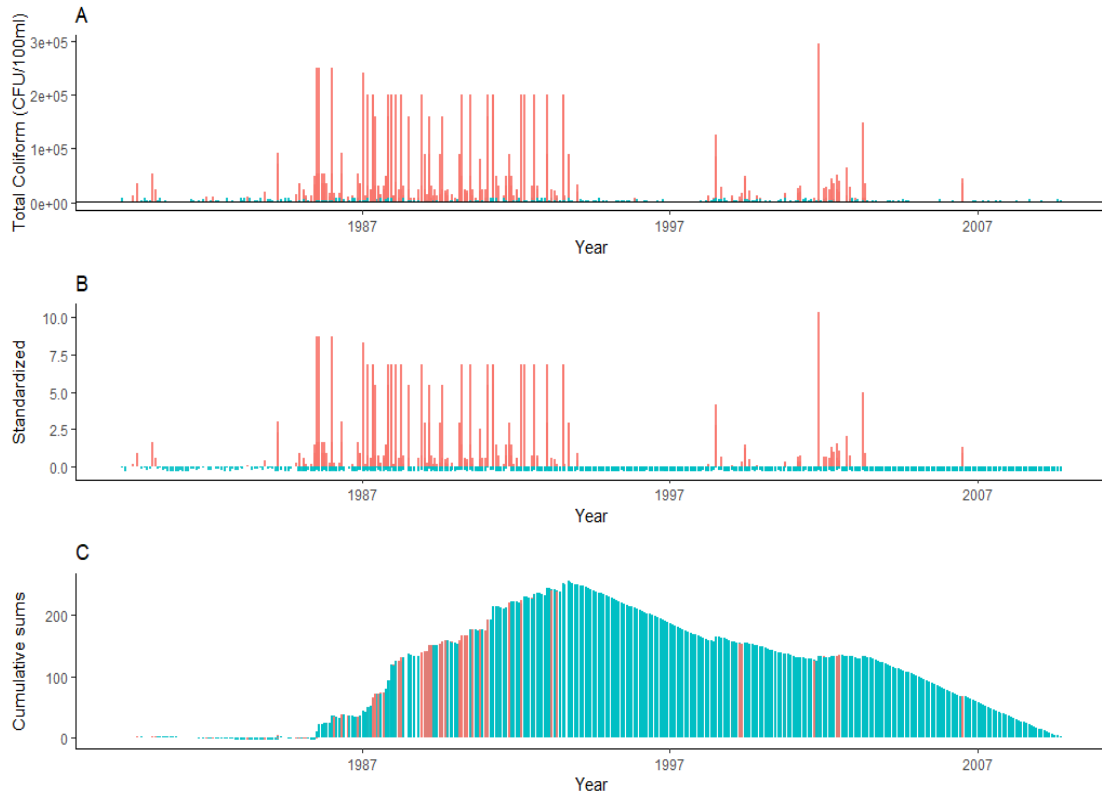 A
Total Coliform (CFU/100ml)
3e+05
2e+05
1e+05
0e+00
1987 1997 2007
Year
B
Standardized
10.0
7.5
5.0
2.5
0.0
1987 1997 2007
Year
C
Cumulative sums
200
100
0
1987 1997 2007
Year